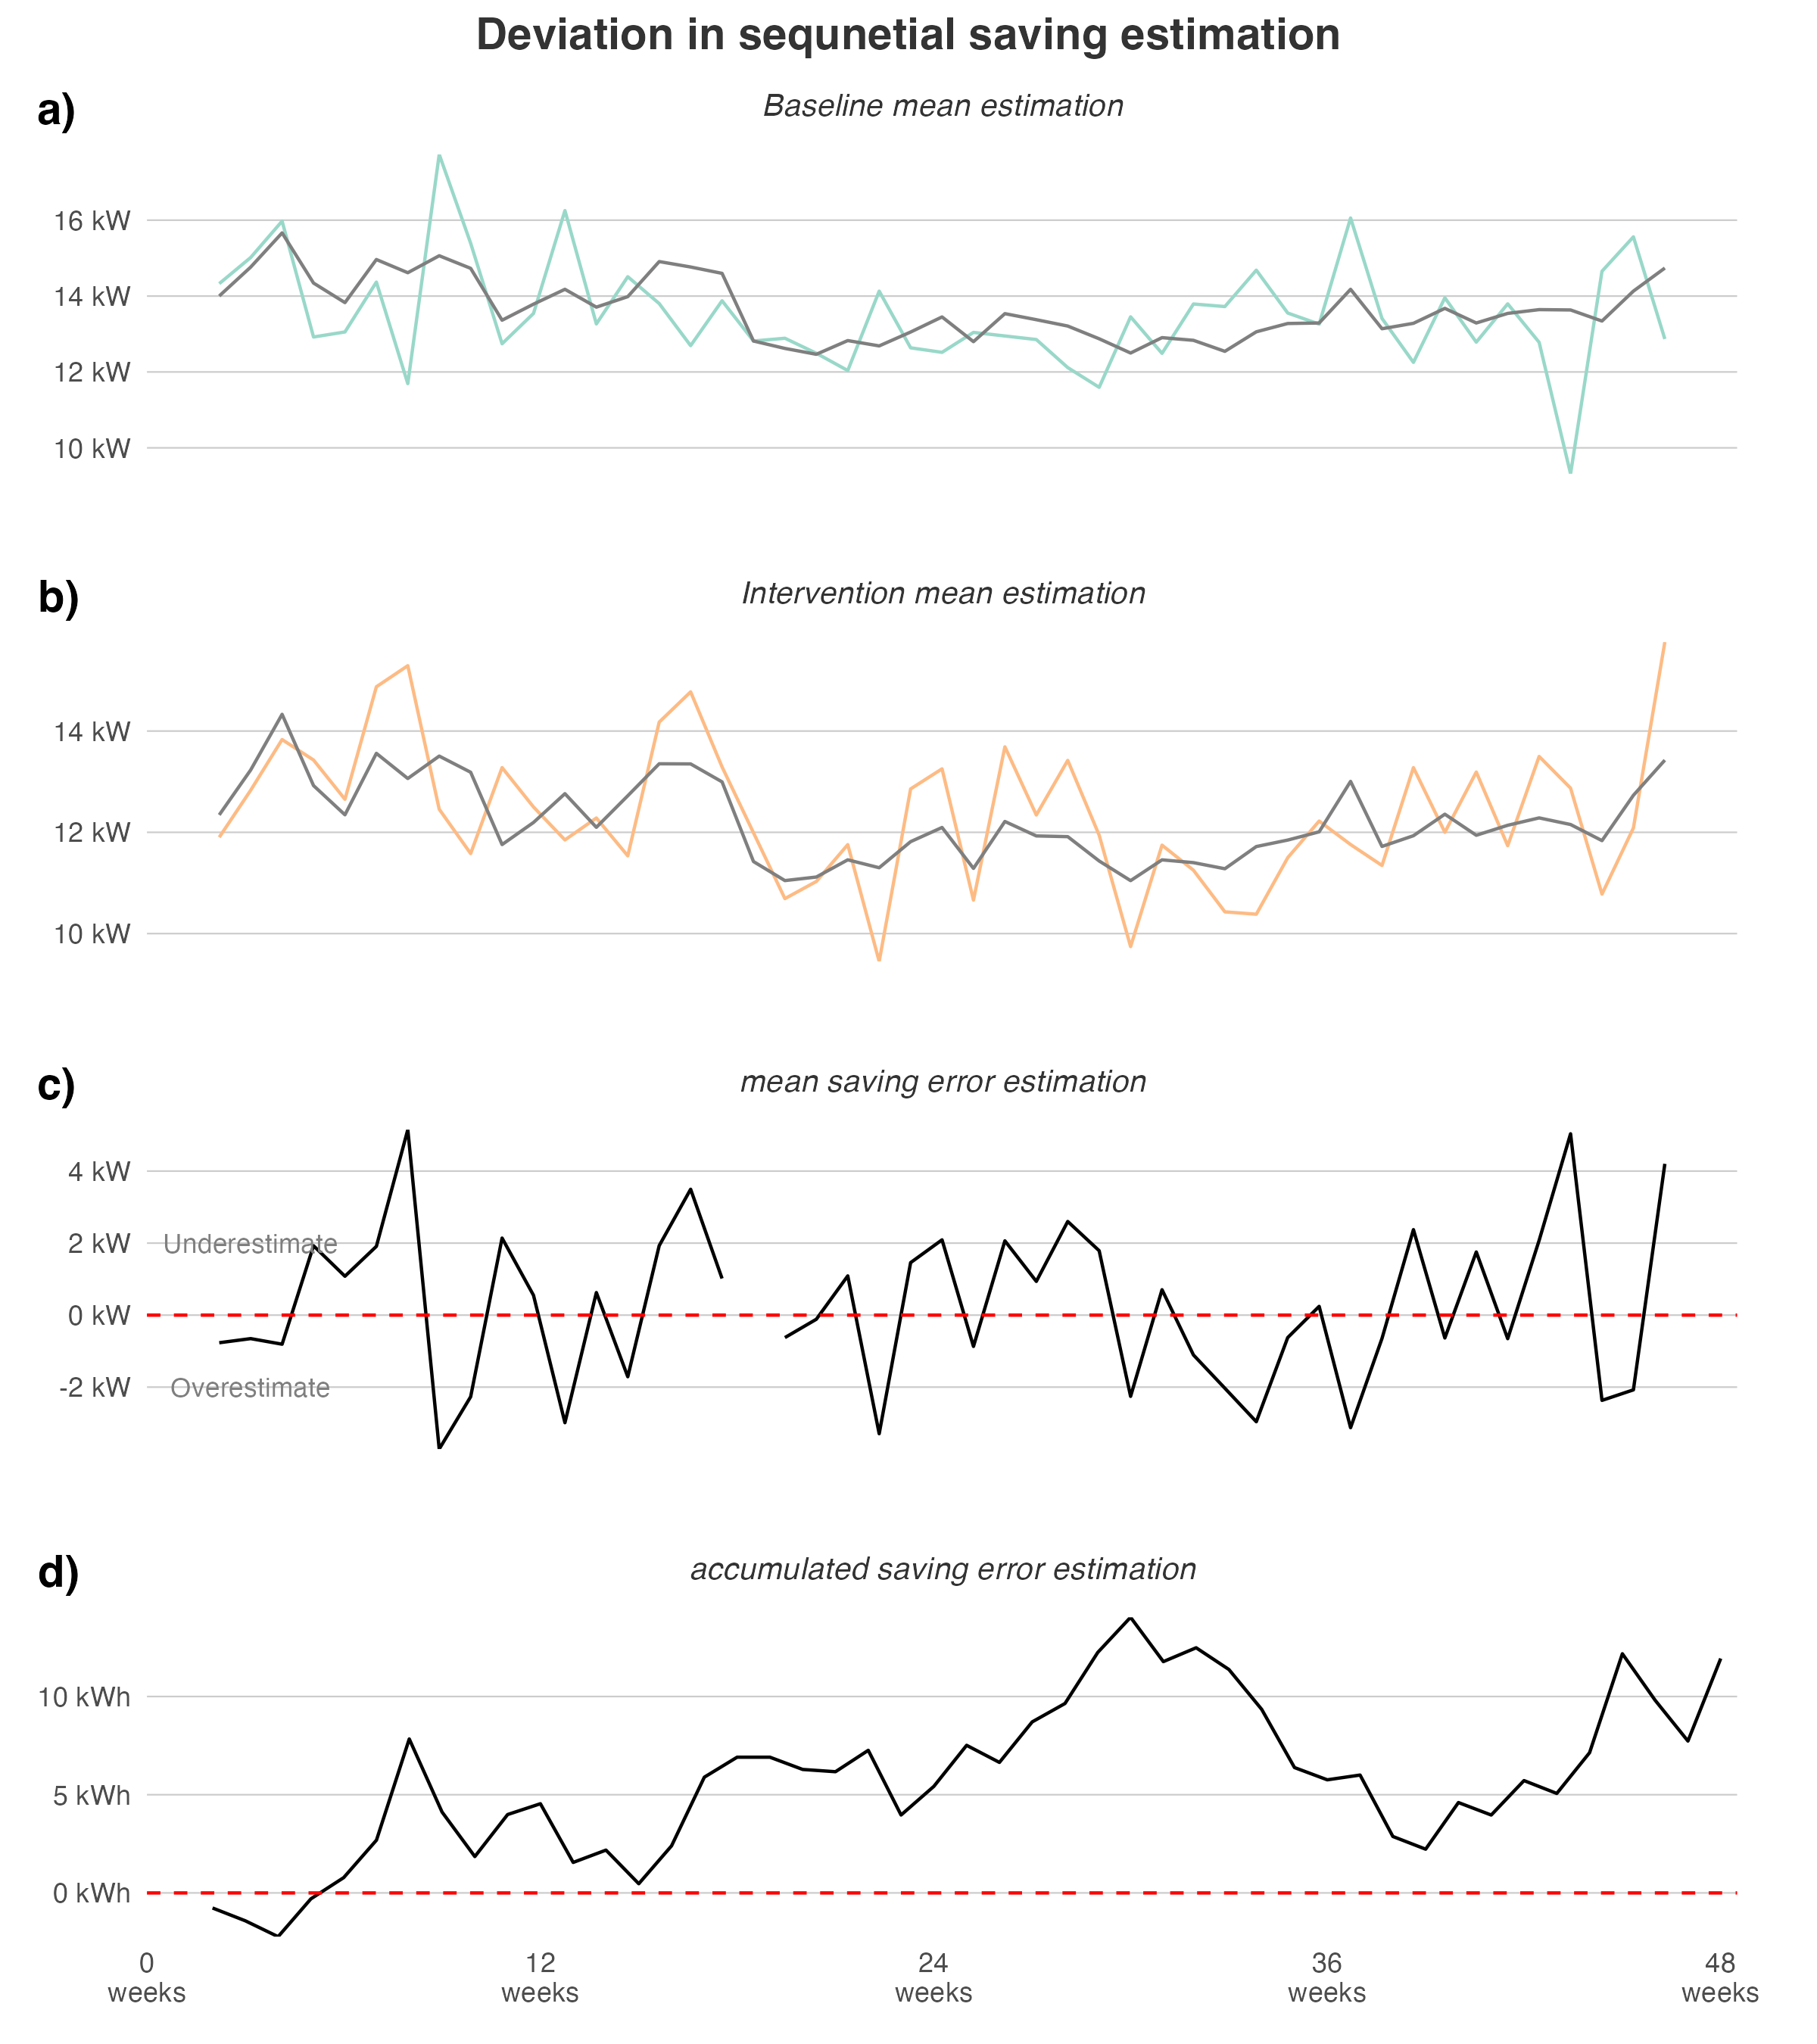 Deviation in sequnetial saving estimation
a)
Baseline mean estimation
16 kW
14 kW
12 kW
10 kW
b)
Intervention mean estimation
14 kW
12 kW
10 kW
c)
mean saving error estimation
4 kW
2 kW
Underestimate
0 kW
-2 kW
Overestimate
d)
accumulated saving error estimation
10 kWh
5 kWh
0 kWh
0
weeks
12
weeks
24
weeks
36
weeks
48
weeks